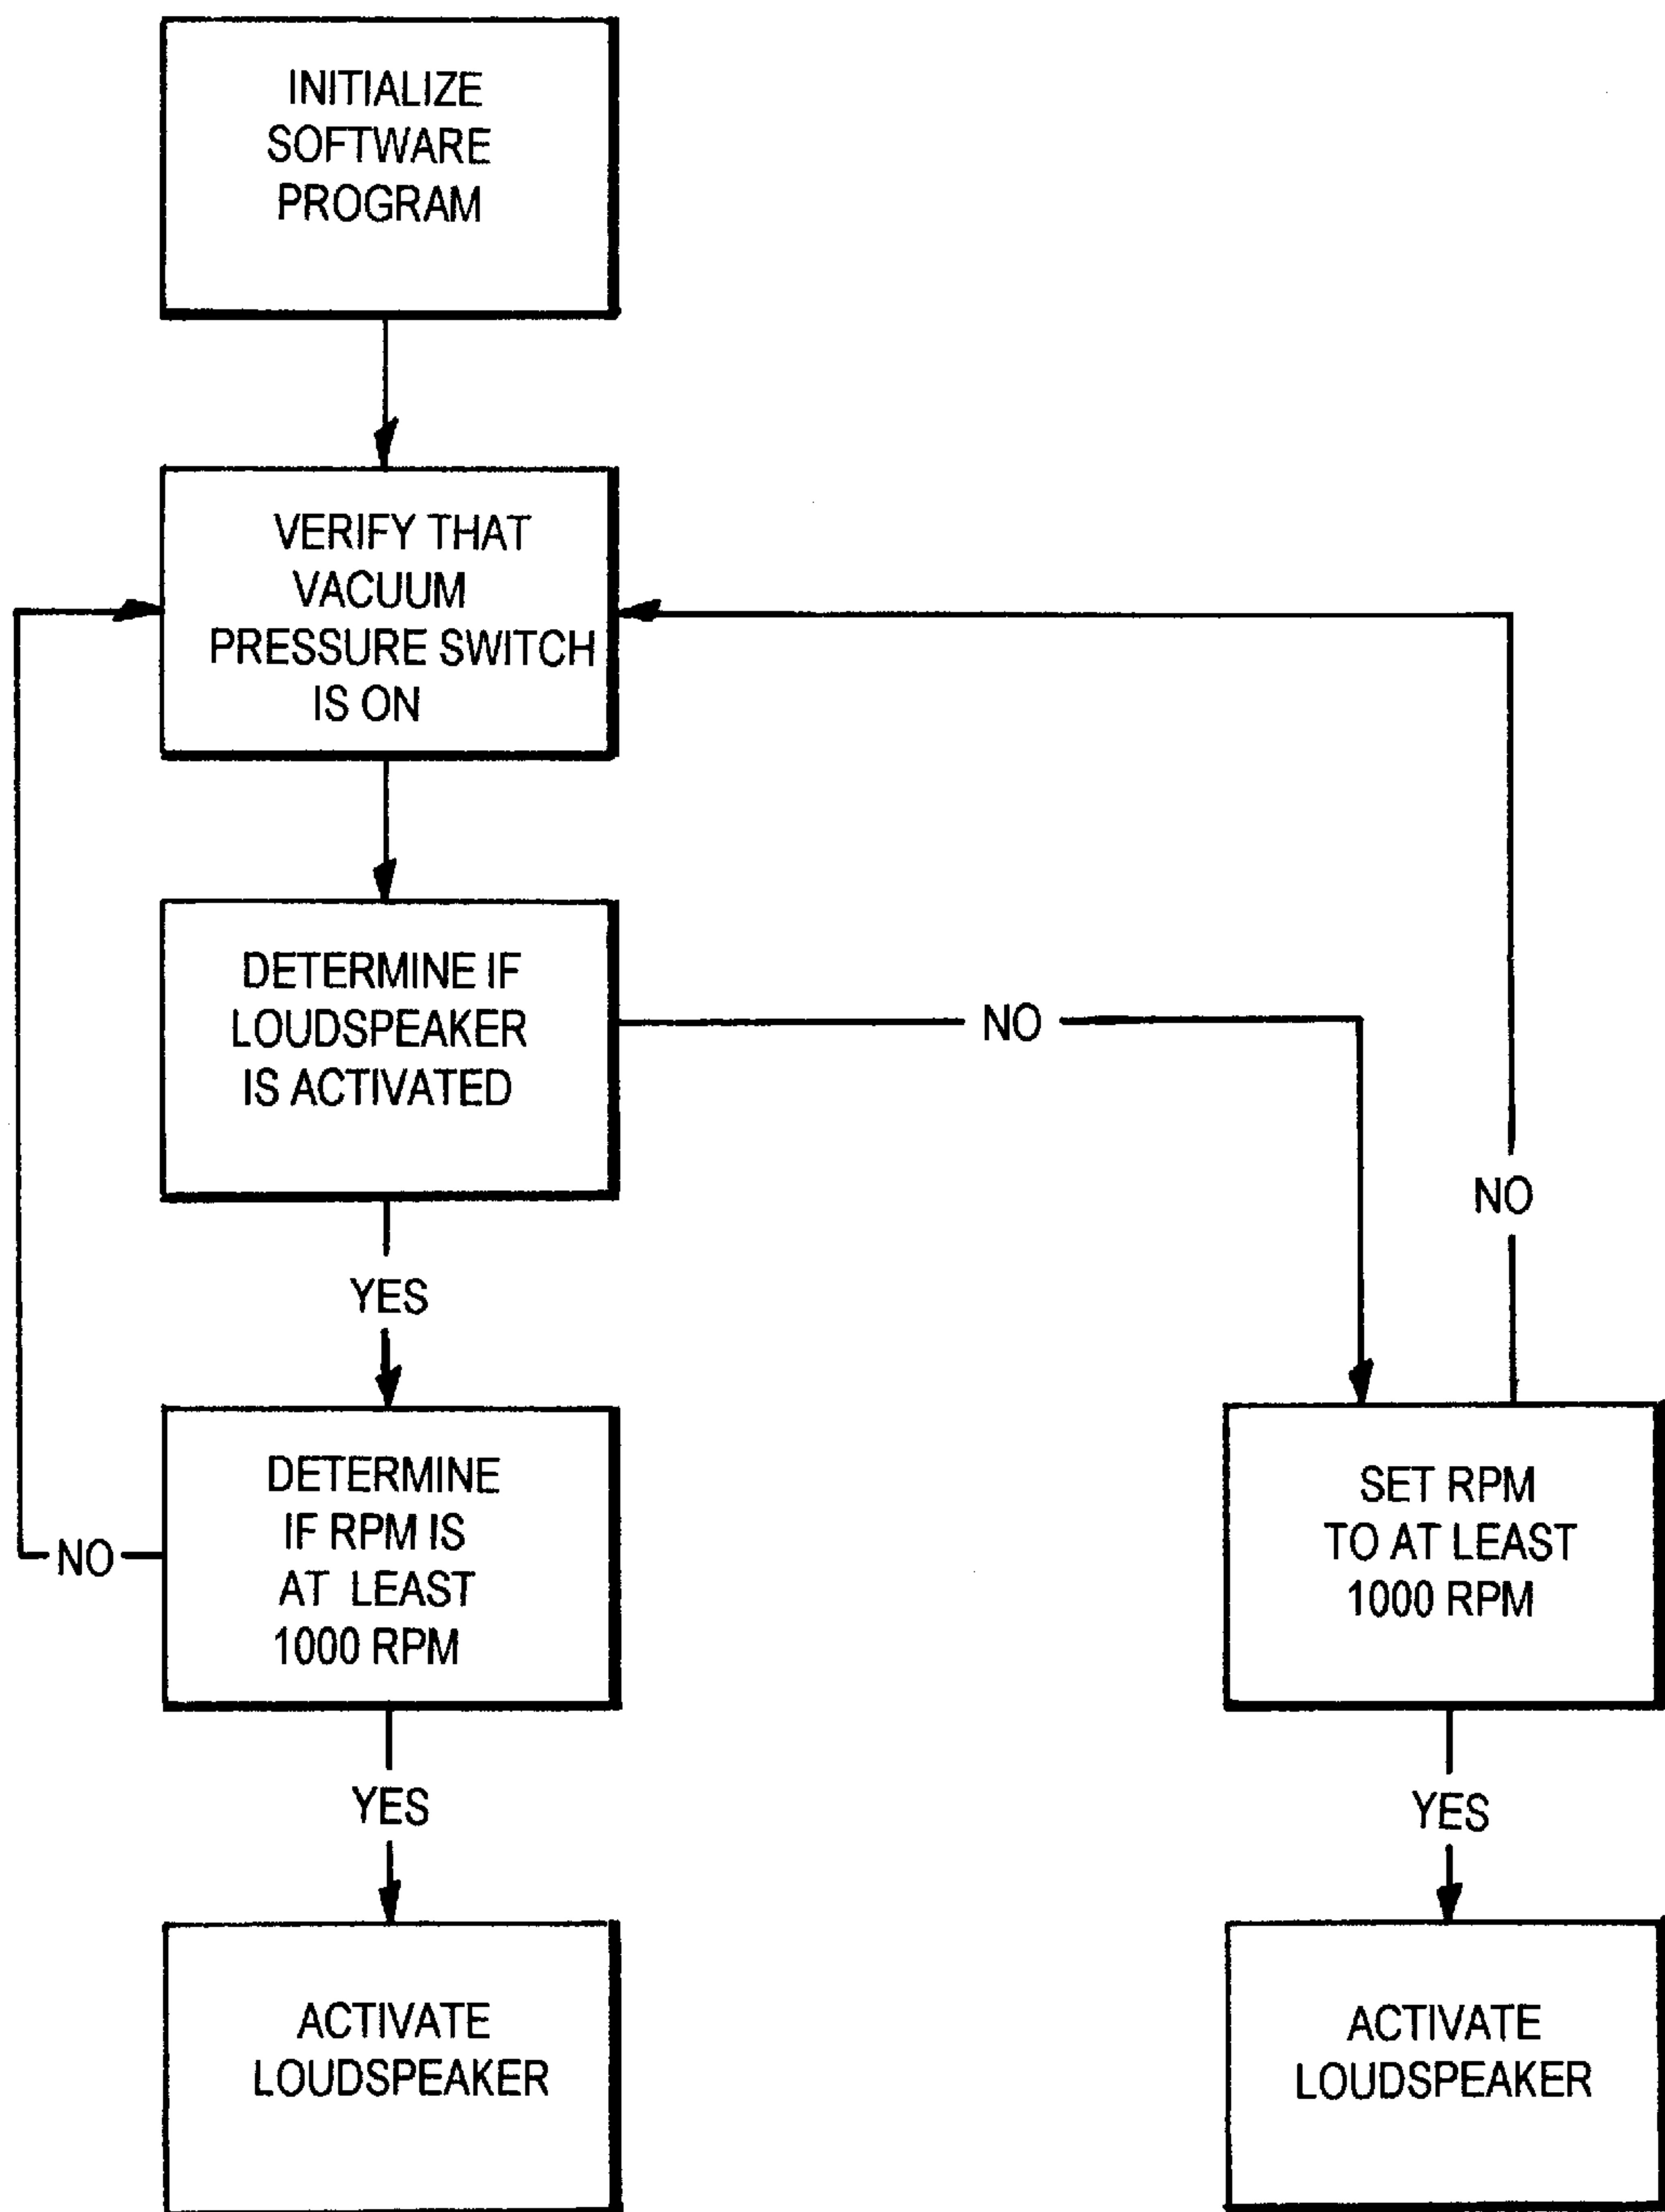 INITIALIZE
SOFTWARE
PROGRAM
VERIFY THAT
VACUUM
PRESSURE SWITCH
IS ON
DETERMINE IF
LOUDSPEAKER
IS ACTIVATED
NO
NO
YES
DETERMINE
IF RPM IS
AT LEAST
1000 RPM
NO
SET RPM
TO AT LEAST
1000 RPM
YES
YES
ACTIVATE
LOUDSPEAKER
ACTIVATE
LOUDSPEAKER